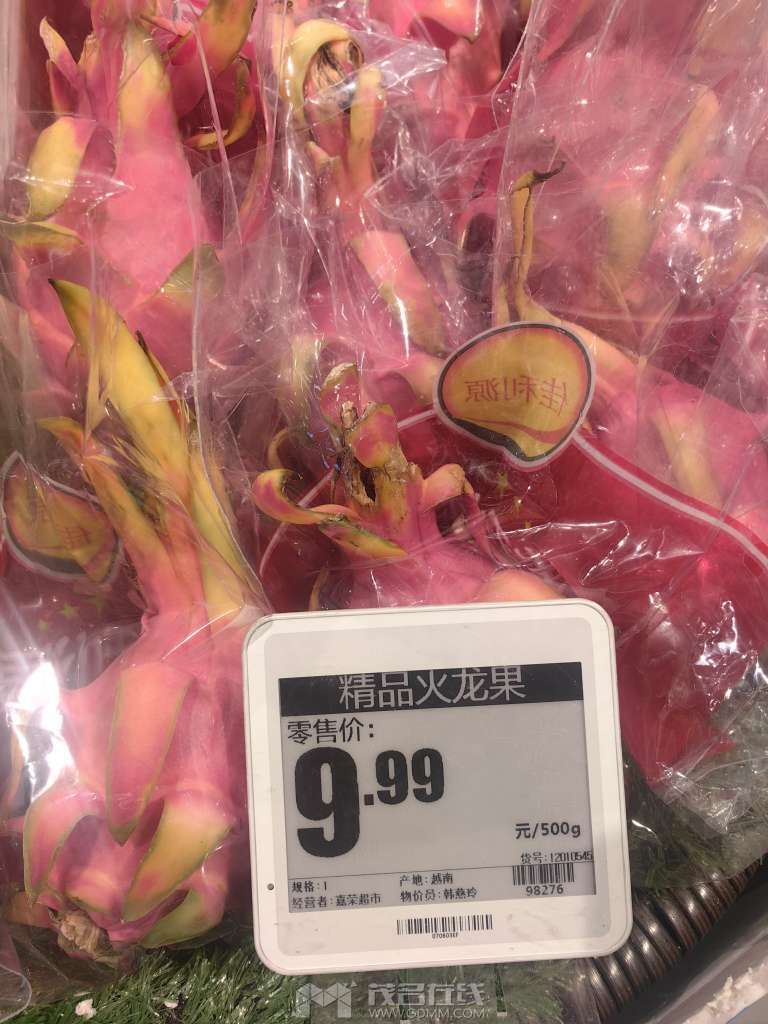 佳利源
精品火龙果
零售价:
9.99
元/500g
货号:12010545
规格:1 产地:越南
经营者:嘉荣超市 物价员:韩燕玲
98276
茂名在线
WWW.GDMM.COM